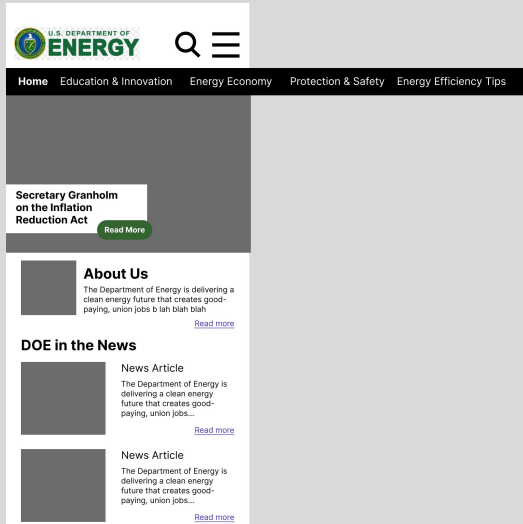 U.S. DEPARTMENT OF
ENERGY
Home Education & Innovation Energy Economy Protection & Safety Energy Efficiency Tips
Secretary Granholm
on the Inflation
Reduction Act
Read More
About Us
The Department of Energy is delivering a
clean energy future that creates good-
paying, union jobs b lah blah blah
Read more
DOE in the News
News Article
The Department of Energy is
delivering a clean energy
future that creates good-
paying, union jobs...
Read more
News Article
The Department of Energy is
delivering a clean energy
future that creates good-
paying, union jobs...
Read more